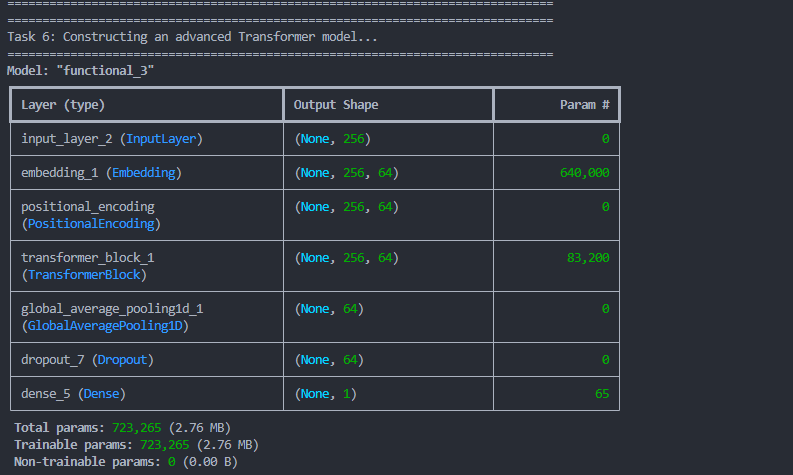 ==============================================================================
==============================================================================
Task 6: Constructing an advanced Transformer model...
==============================================================================
Model: "functional_3"
Layer (type) Output Shape Param #
input_layer_2 (InputLayer) (None, 256) 0
embedding_1 (Embedding) (None, 256, 64) 640,000
positional_encoding (None, 256, 64) 0
(PositionalEncoding)
transformer_block_1 (None, 256, 64) 83,200
(TransformerBlock)
global_average_pooling1d_1 (None, 64) 0
(GlobalAveragePooling1D)
dropout_7 (Dropout) (None, 64) 0
dense_5 (Dense) (None, 1) 65
Total params: 723,265 (2.76 MB)
Trainable params: 723,265 (2.76 MB)
Non-trainable params: 0 (0.00 B)